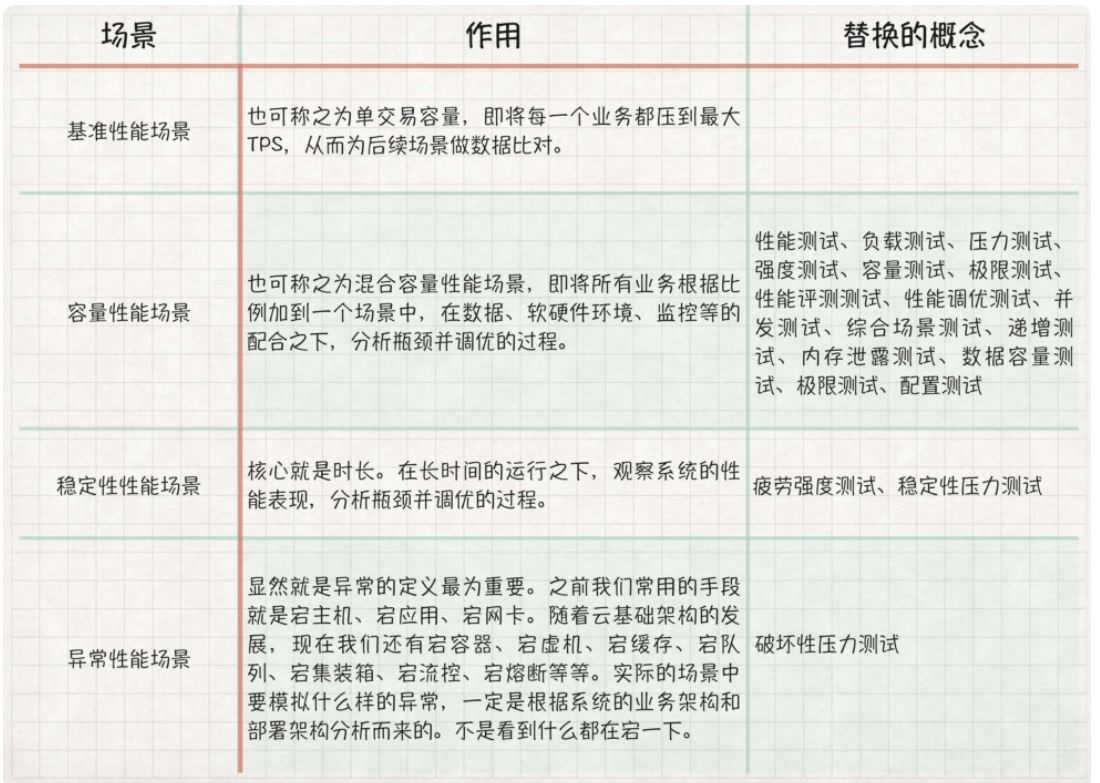 场景
作用
替换的概念
基准性能场景
也可称之为单交易容量，即将每一个业务都压到最大
TPS，从而为后续场景做数据比对。
容量性能场景
也可称之为混合容量性能场景，即将所有业务根据比
例加到一个场景中，在数据、软硬件环境、监控等的
配合之下，分析瓶颈并调优的过程。
性能测试、负载测试、压力测试、
强度测试、容量测试、极限测试、
性能评测测试、性能调优测试、并
发测试、综合场景测试、递增测
试、内存泄露测试、数据容量测
试、极限测试、配置测试
稳定性性能场景
核心就是时长。在长时间的运行之下，观察系统的性
能表现，分析瓶颈并调优的过程。
疲劳强度测试、稳定性压力测试
异常性能场景
显然就是异常的定义最为重要。之前我们常用的手段
就是宕主机、宕应用、宕网卡。随着云基础架构的发
展，现在我们还有宕容器、宕虚机、宕缓存、宕队
列、宕集装箱、宕流控、宕熔断等等。实际的场景中
要模拟什么样的异常，一定是根据系统的业务架构和
部署架构分析而来的。不是看到什么都在宕一下。
破坏性压力测试